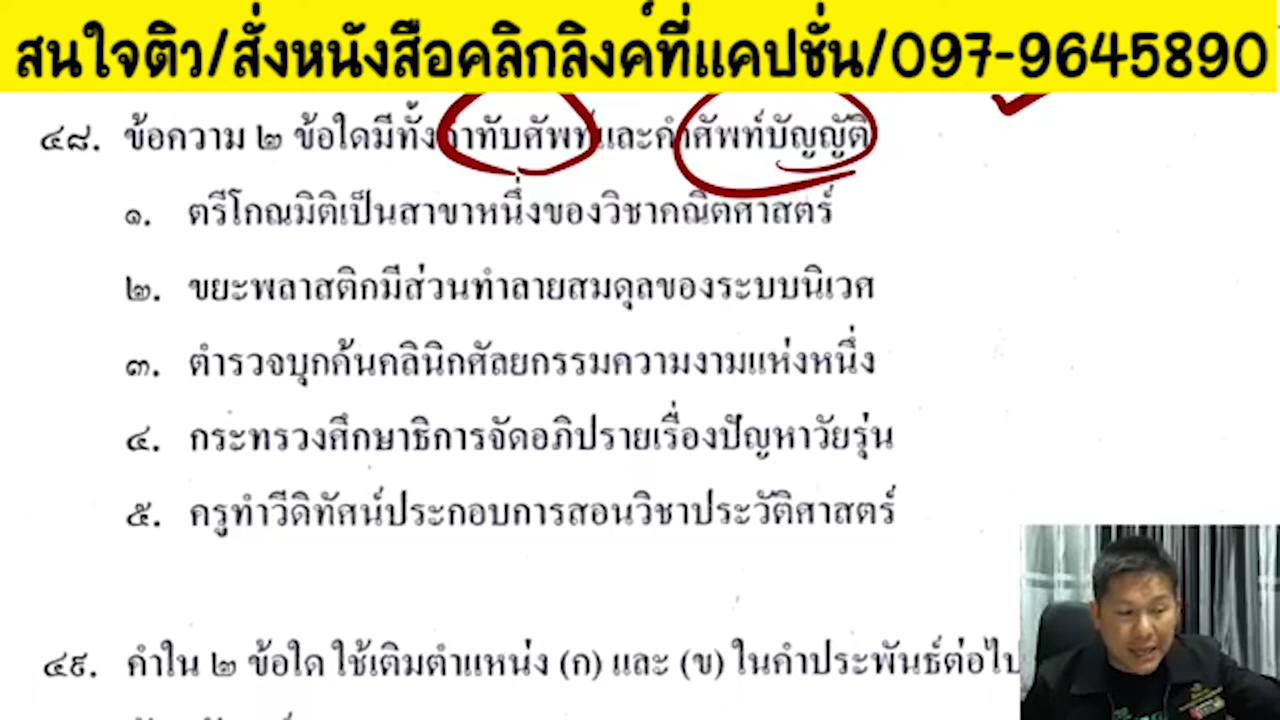 สนใจติว/สั่งหนังสือคลิกลิงค์ที่แคปชั่น/097-9645890
๔๘. ข้อความ ๒ ข้อใดมีทั้งคำทับศัพท์และคำศัพท์บัญญัติ
๑. ตรีโกณมิติเป็นสาขาหนึ่งของวิชาคณิตศาสตร์
๒. ขยะพลาสติกมีส่วนทำลายสมดุลของระบบนิเวศ
๓. ตำรวจบุกค้นคลินิกศัลยกรรมความงามแห่งหนึ่ง
๔. กระทรวงศึกษาธิการจัดอภิปรายเรื่องปัญหาวัยรุ่น
๕. ครูทำวีดิทัศน์ประกอบการสอนวิชาประวัติศาสตร์
๔๙. คำใน ๒ ข้อใด ใช้เติมตำแหน่ง (ก) และ (ข) ในคำประพันธ์ต่อไป